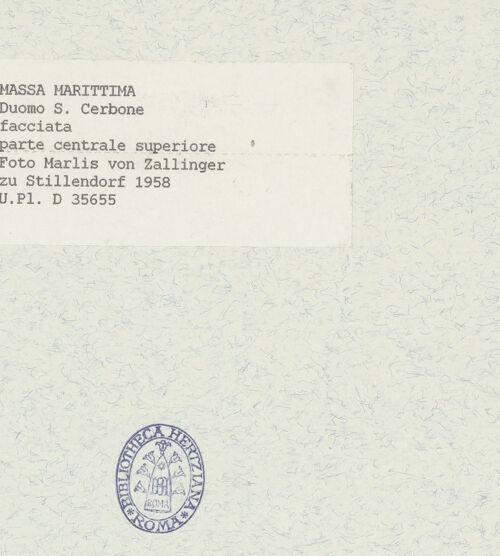 MASSA MARITTIMA
Duomo S. Cerbone
facciata
parte centrale superiore
Foto Marlis von Zallinger
zu Stillendorf 1958
U.Pl. D 35655
*BIBLIOTHECA HERTZIANA*
ROMA
ROMA